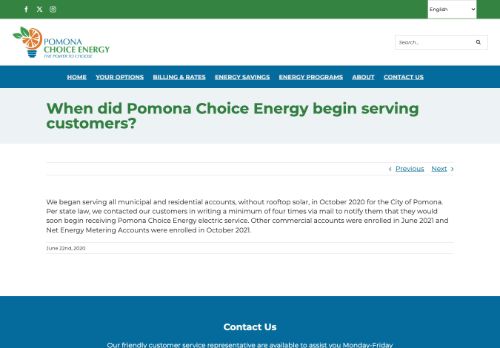 English
POMONA
CHOICE ENERGY
THE POWER TO CHOOSE
Search...
HOME YOUR OPTIONS BILLING & RATES ENERGY SAVINGS ENERGY PROGRAMS ABOUT CONTACT US
When did Pomona Choice Energy begin serving
customers?
Previous Next
We began serving all municipal and residential accounts, without rooftop solar, in October 2020 for the City of Pomona.
Per state law, we contacted our customers in writing a minimum of four times via mail to notify them that they would
soon begin receiving Pomona Choice Energy electric service. Other commercial accounts were enrolled in June 2021 and
Net Energy Metering Accounts were enrolled in October 2021.
June 22nd, 2020
Contact Us
Our friendly customer service representative are available to assist you Monday-Friday